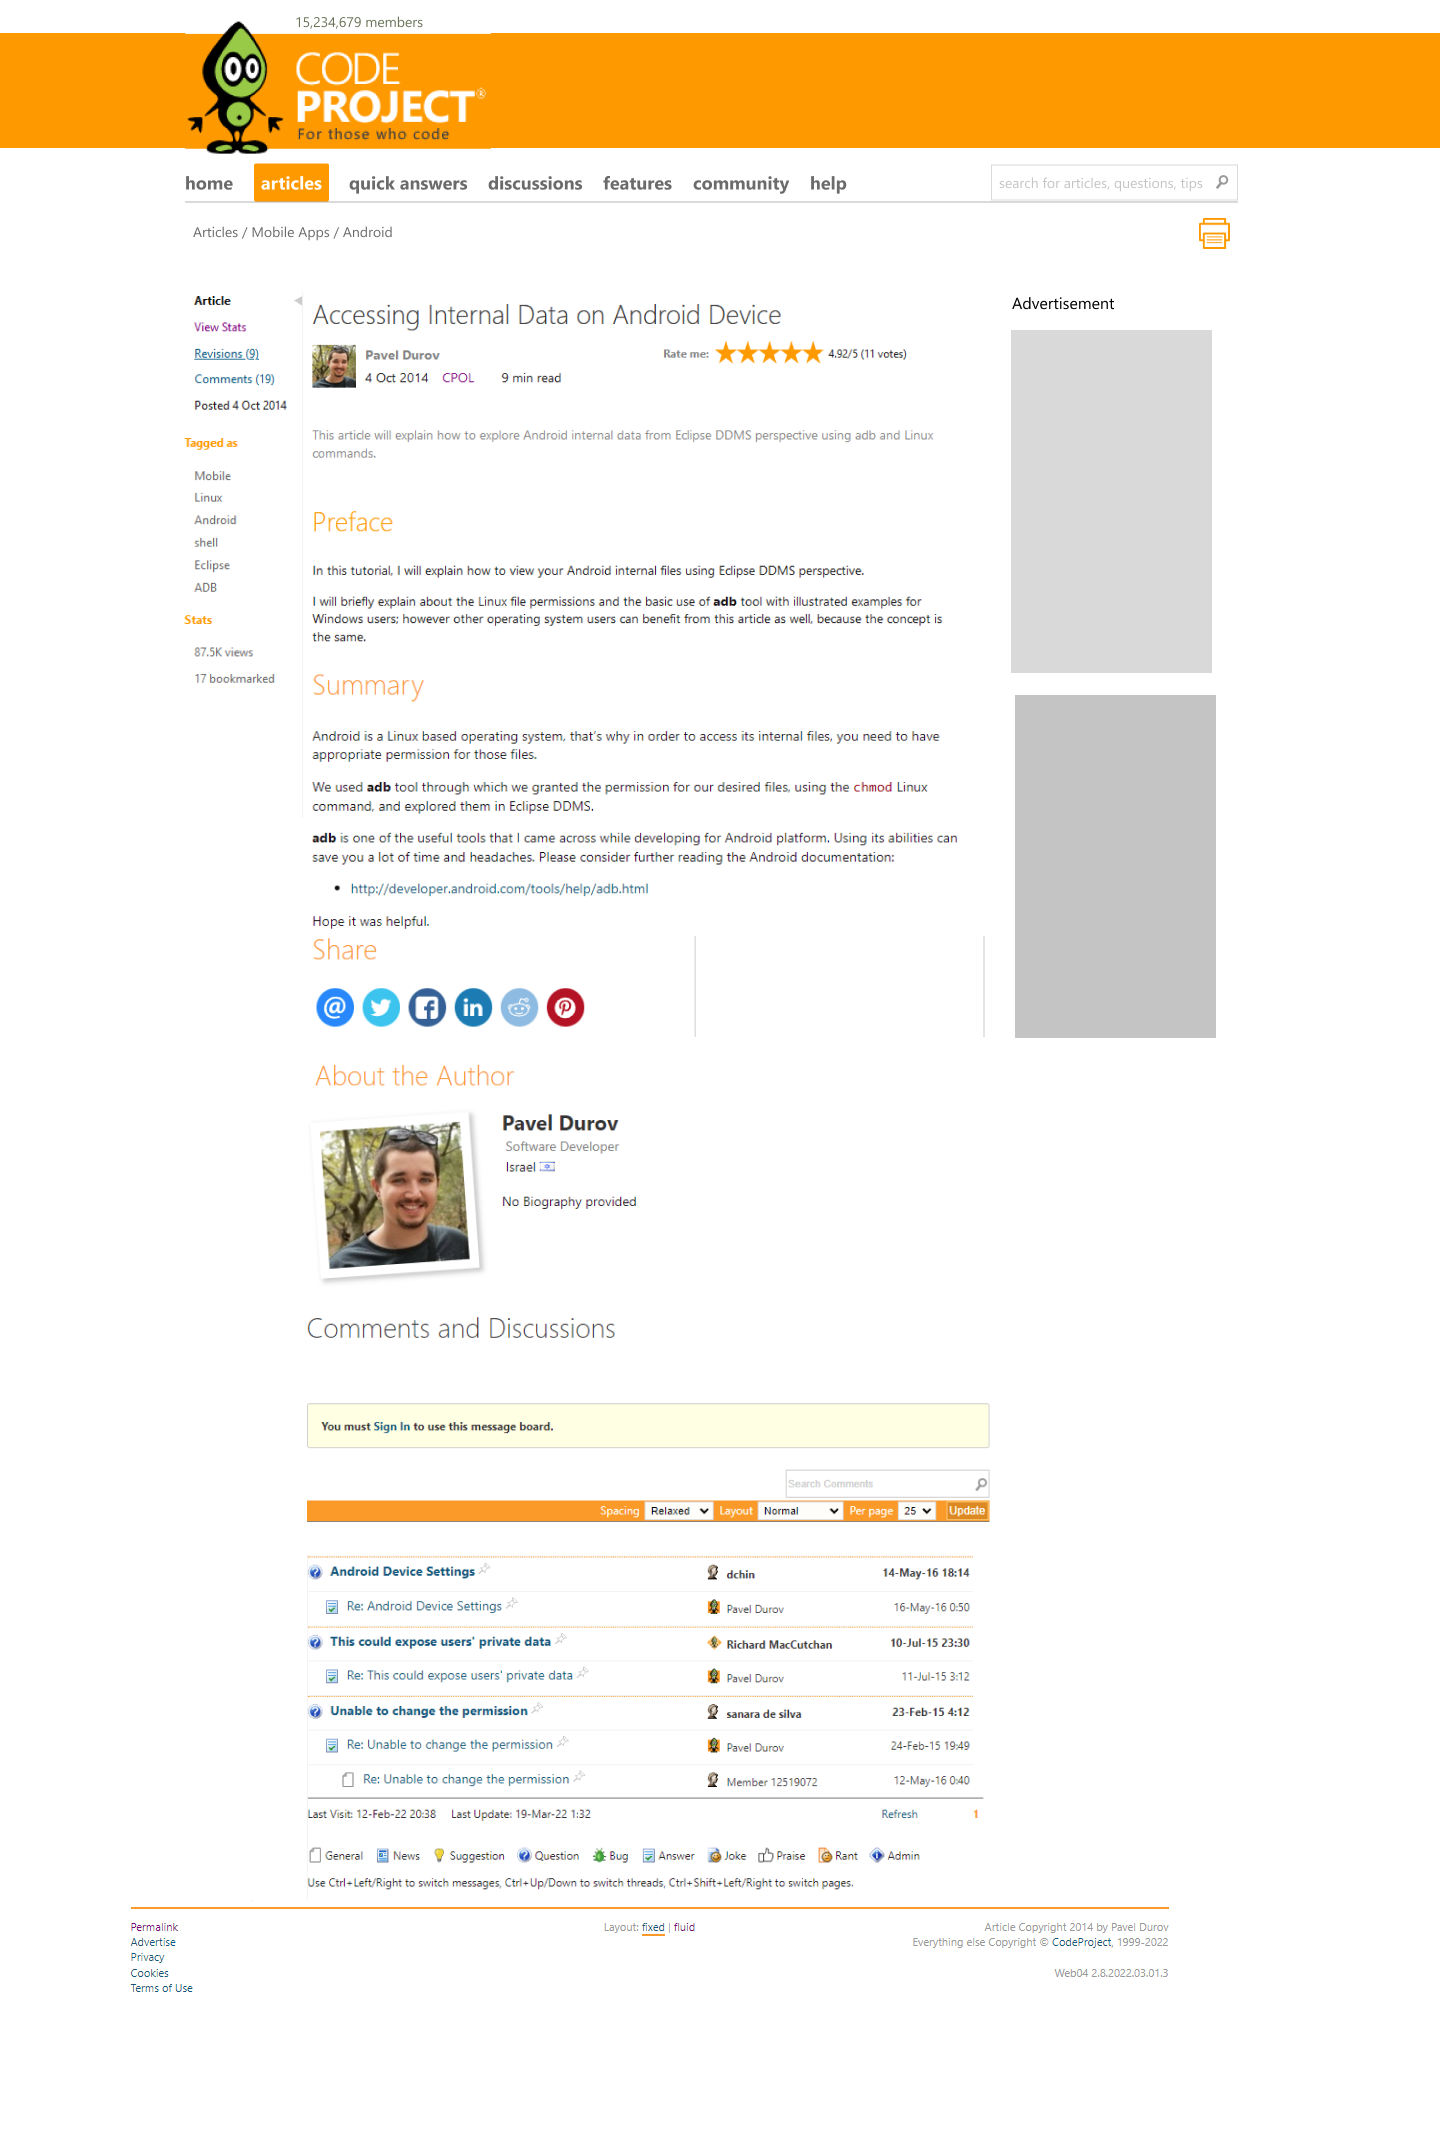 15,234,679 members
CODE
PROJECT®
For those who code
home articles quick answers discussions features community help search for articles, questions, tips
Articles / Mobile Apps / Android
Article
View Stats
Revisions (9)
Comments (19)
Posted 4 Oct 2014
Tagged as
Mobile
Linux
Android
shell
Eclipse
ADB
Stats
87.5K views
17 bookmarked
Accessing Internal Data on Android Device
Pavel Durov
Rate me: 4.92/5 (11 votes)
4 Oct 2014 CPOL 9 min read
This article will explain how to explore Android internal data from Eclipse DDMS perspective using adb and Linux
commands.
Preface
In this tutorial, I will explain how to view your Android internal files using Eclipse DDMS perspective.
I will briefly explain about the Linux file permissions and the basic use of adb tool with illustrated examples for
Windows users; however other operating system users can benefit from this article as well, because the concept is
the same.
Summary
Android is a Linux based operating system, that's why in order to access its internal files, you need to have
appropriate permission for those files.
We used adb tool through which we granted the permission for our desired files, using the chmod Linux
command, and explored them in Eclipse DDMS.
adb is one of the useful tools that I came across while developing for Android platform. Using its abilities can
save you a lot of time and headaches. Please consider further reading the Android documentation:
• http://developer.android.com/tools/help/adb.html
Hope it was helpful.
Share
Advertisement
About the Author
Pavel Durov
Software Developer
Israel
No Biography provided
Comments and Discussions
You must Sign In to use this message board.
Search Comments
Spacing Relaxed Layout Normal Per page 25 Update
Android Device Settings dchin 14-May-16 18:14
Re: Android Device Settings Pavel Durov 16-May-16 0:50
This could expose users' private data Richard MacCutchan 10-Jul-15 23:30
Re: This could expose users' private data Pavel Durov 11-Jul-15 3:12
Unable to change the permission sanara de silva 23-Feb-15 4:12
Re: Unable to change the permission Pavel Durov 24-Feb-15 19:49
Re: Unable to change the permission Member 12519072 12-May-16 0:40
Last Visit: 12-Feb-22 20:38 Last Update: 19-Mar-22 1:32 Refresh 1
General News Suggestion Question Bug Answer Joke Praise Rant Admin
Use Ctrl+Left/Right to switch messages, Ctrl+Up/Down to switch threads, Ctrl+Shift+Left/Right to switch pages.
Permalink
Advertise
Privacy
Cookies
Terms of Use
Layout: fixed | fluid
Article Copyright 2014 by Pavel Durov
Everything else Copyright © CodeProject, 1999-2022
Web04 2.8.2022.03.01.3